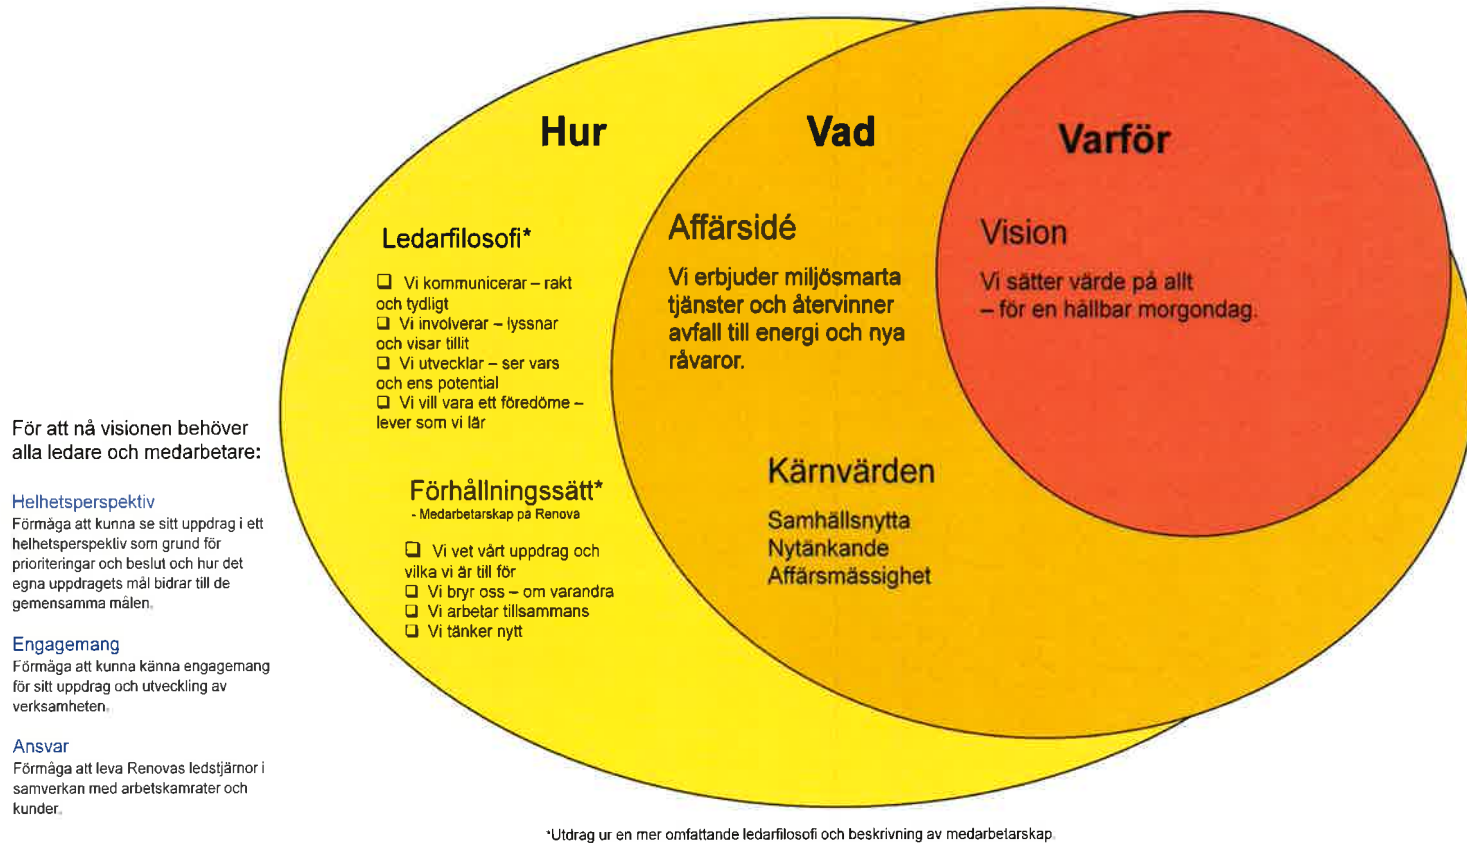 Hur
Vad
Varför
Ledarfilosofi*
❑ Vi kommunicerar – rakt
och tydligt
❑ Vi involverar – lyssnar
och visar tillit
❑ Vi utvecklar – ser vars
och ens potential
❑ Vi vill vara ett föredöme –
lever som vi lär
Förhållningssätt*
- Medarbetarskap på Renova
❑ Vi vet vårt uppdrag och
vilka vi är till för
❑ Vi bryr oss – om varandra
❑ Vi arbetar tillsammans
❑ Vi tänker nytt
Affärsidé
Vi erbjuder miljösmarta
tjänster och återvinner
avfall till energi och nya
råvaror.
Kärnvärden
Samhällsnytta
Nytänkande
Affärsmässighet
Vision
Vi sätter värde på allt
– för en hållbar morgondag.
För att nå visionen behöver
alla ledare och medarbetare:
Helhetsperspektiv
Förmåga att kunna se sitt uppdrag i ett
helhetsperspektiv som grund för
prioriteringar och beslut och hur det
egna uppdragets mål bidrar till de
gemensamma målen.
Engagemang
Förmåga att kunna känna engagemang
för sitt uppdrag och utveckling av
verksamheten.
Ansvar
Förmåga att leva Renovas ledstjärnor i
samverkan med arbetskamrater och
kunder.
*Utdrag ur en mer omfattande ledarfilosofi och beskrivning av medarbetarskap.